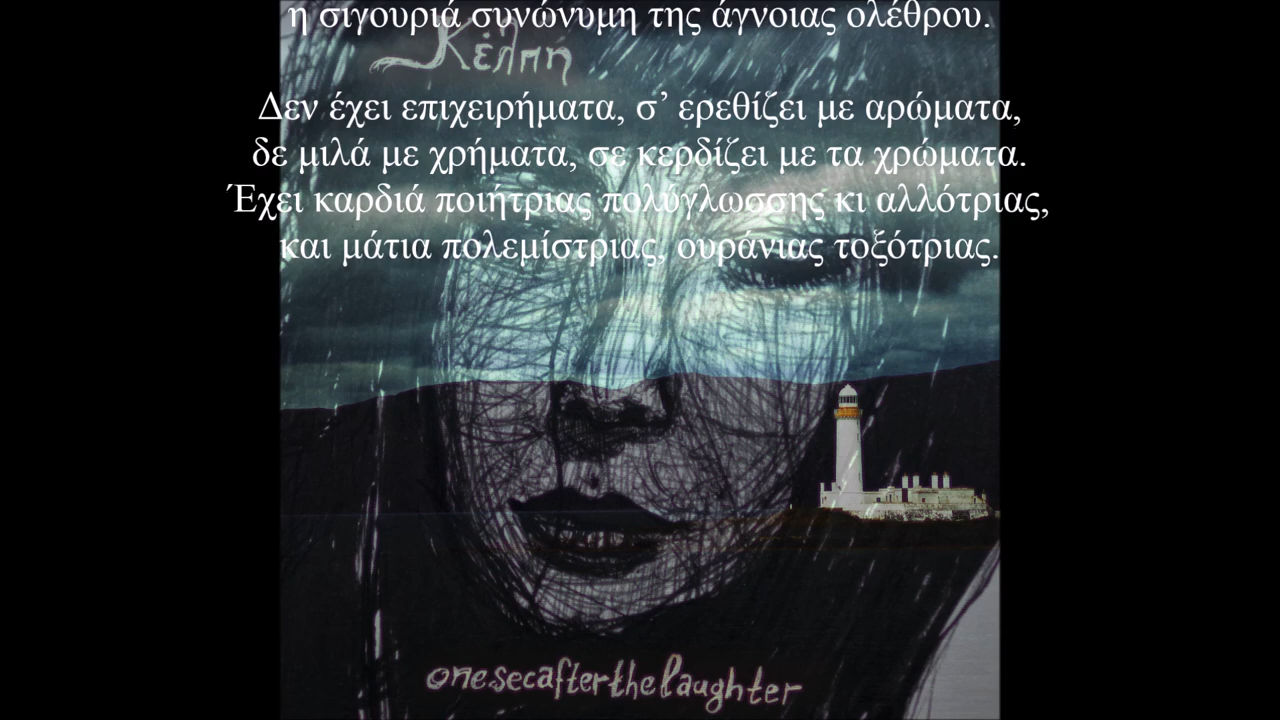 η σιγουριά συνώνυμη της άγνοιας ολέθρου.
Κέλπη
Δεν έχει επιχειρήματα, σ’ ερεθίζει με αρώματα,
δε μιλά με χρήματα, σε κερδίζει με τα χρώματα.
Έχει καρδιά ποιήτριας πολύγλωσσης κι αλλότριας,
και μάτια πολεμίστριας, ουράνιας τοξότριας.
onesecafterthelaughter